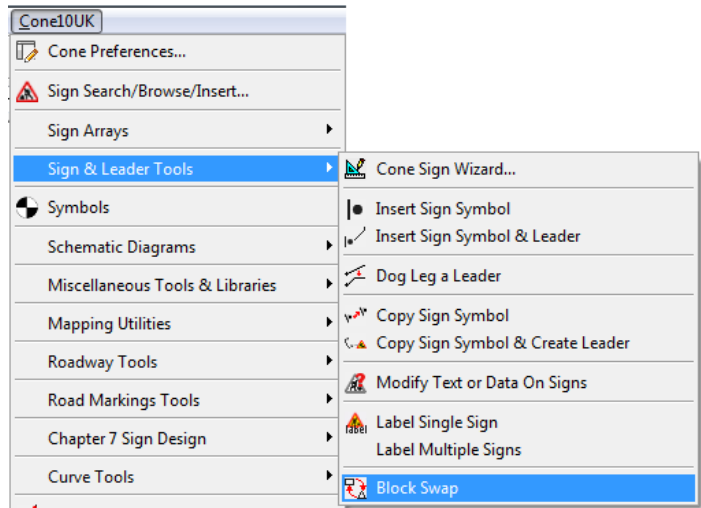 Cone10UK
Cone Preferences...
Sign Search/Browse/Insert...
Sign Arrays
Sign & Leader Tools
Symbols
Schematic Diagrams
Miscellaneous Tools & Libraries
Mapping Utilities
Roadway Tools
Road Markings Tools
Chapter 7 Sign Design
Curve Tools
Cone Sign Wizard...
Insert Sign Symbol
Insert Sign Symbol & Leader
Dog Leg a Leader
Copy Sign Symbol
Copy Sign Symbol & Create Leader
Modify Text or Data On Signs
label
Label Single Sign
Label Multiple Signs
Block Swap